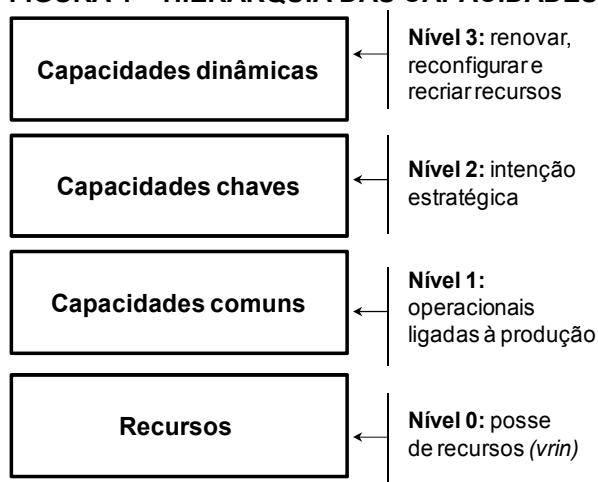 FIGURA 1 – HIERARQUIA DAS CAPACIDADES
Capacidades dinâmicas
Nível 3: renovar,
reconfigurar e
recriar recursos
Capacidades chaves
Nível 2: intenção
estratégica
Capacidades comuns
Nível 1:
operacionais
ligadas à produção
Recursos
Nível 0: posse
de recursos (vrin)